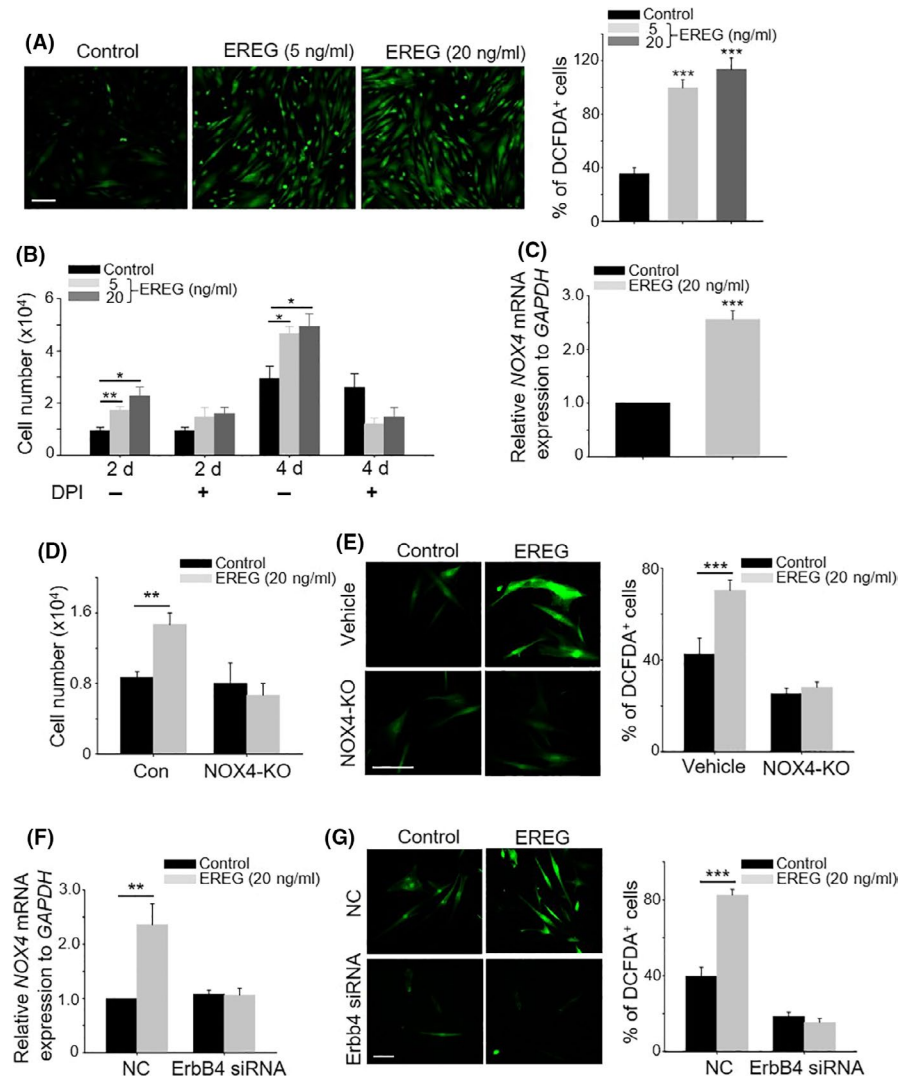 (A)
Control
EREG (5 ng/ml)
EREG (20 ng/ml)
Control
5
20
EREG (ng/ml)
% of DCFDA⁺ cells
120
80
40
0
***
***
(B)
Control
5
20
EREG (ng/ml)
Cell number (x10⁴)
6
4
2
0
**
*
*
*
2 d
2 d
4 d
4 d
DPI
–
+
–
+
(C)
Control
EREG (20 ng/ml)
Relative NOX4 mRNA
expression to GAPDH
3.0
2.0
1.0
0
***
(D)
Control
EREG (20 ng/ml)
Cell number (x10⁴)
1.6
0.8
0
**
Con
NOX4-KO
(E)
Control
EREG
Vehicle
NOX4-KO
Control
EREG (20 ng/ml)
% of DCFDA⁺ cells
80
40
0
***
Vehicle
NOX4-KO
(F)
Control
EREG (20 ng/ml)
Relative NOX4 mRNA
expression to GAPDH
3.0
2.0
1.0
0
**
NC
ErbB4 siRNA
(G)
Control
EREG
NC
Erbb4 siRNA
Control
EREG (20 ng/ml)
% of DCFDA⁺ cells
80
40
0
***
NC
ErbB4 siRNA